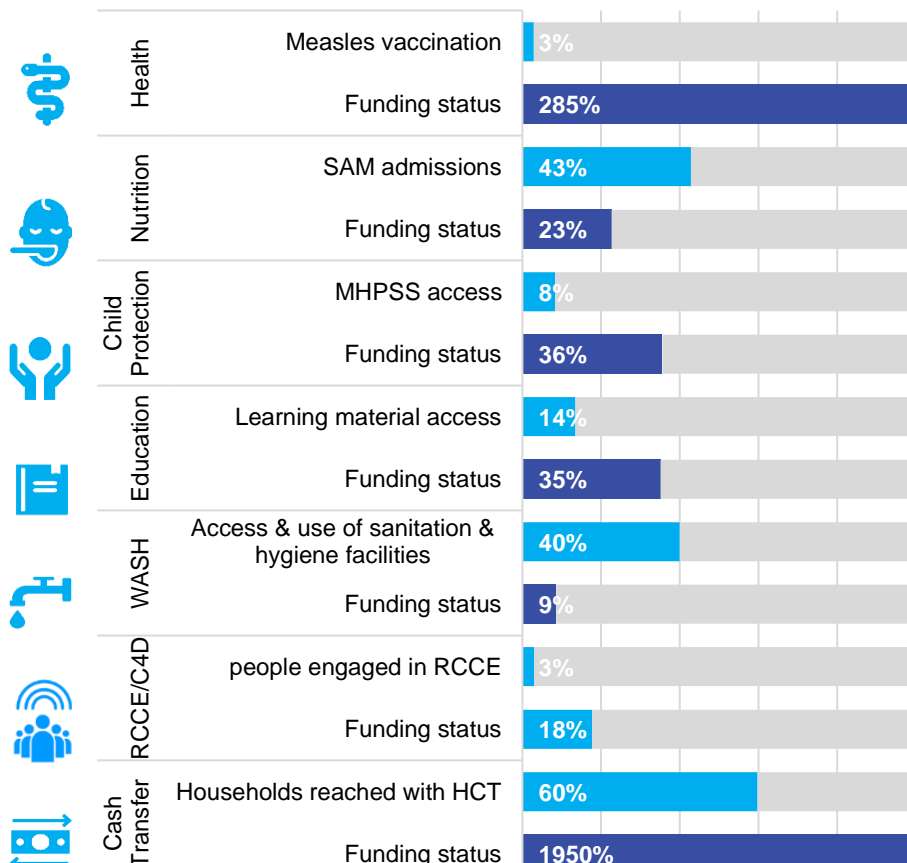 Health
Measles vaccination
3%
Funding status
285%
Nutrition
SAM admissions
43%
Funding status
23%
Child
Protection
MHPSS access
8%
Funding status
36%
Education
Learning material access
14%
Funding status
35%
WASH
Access & use of sanitation &
hygiene facilities
40%
Funding status
9%
RCCE/C4D
people engaged in RCCE
3%
Funding status
18%
Cash
Transfer
Households reached with HCT
60%
Funding status
1950%